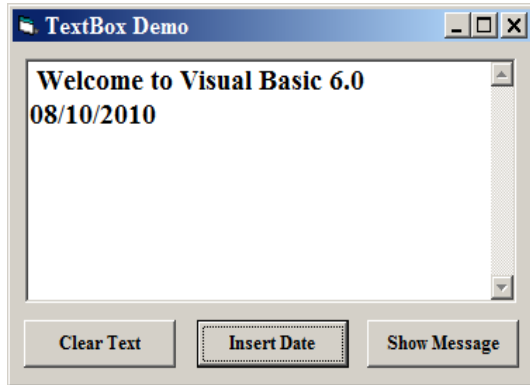 TextBox Demo
Welcome to Visual Basic 6.0
08/10/2010
Clear Text
Insert Date
Show Message